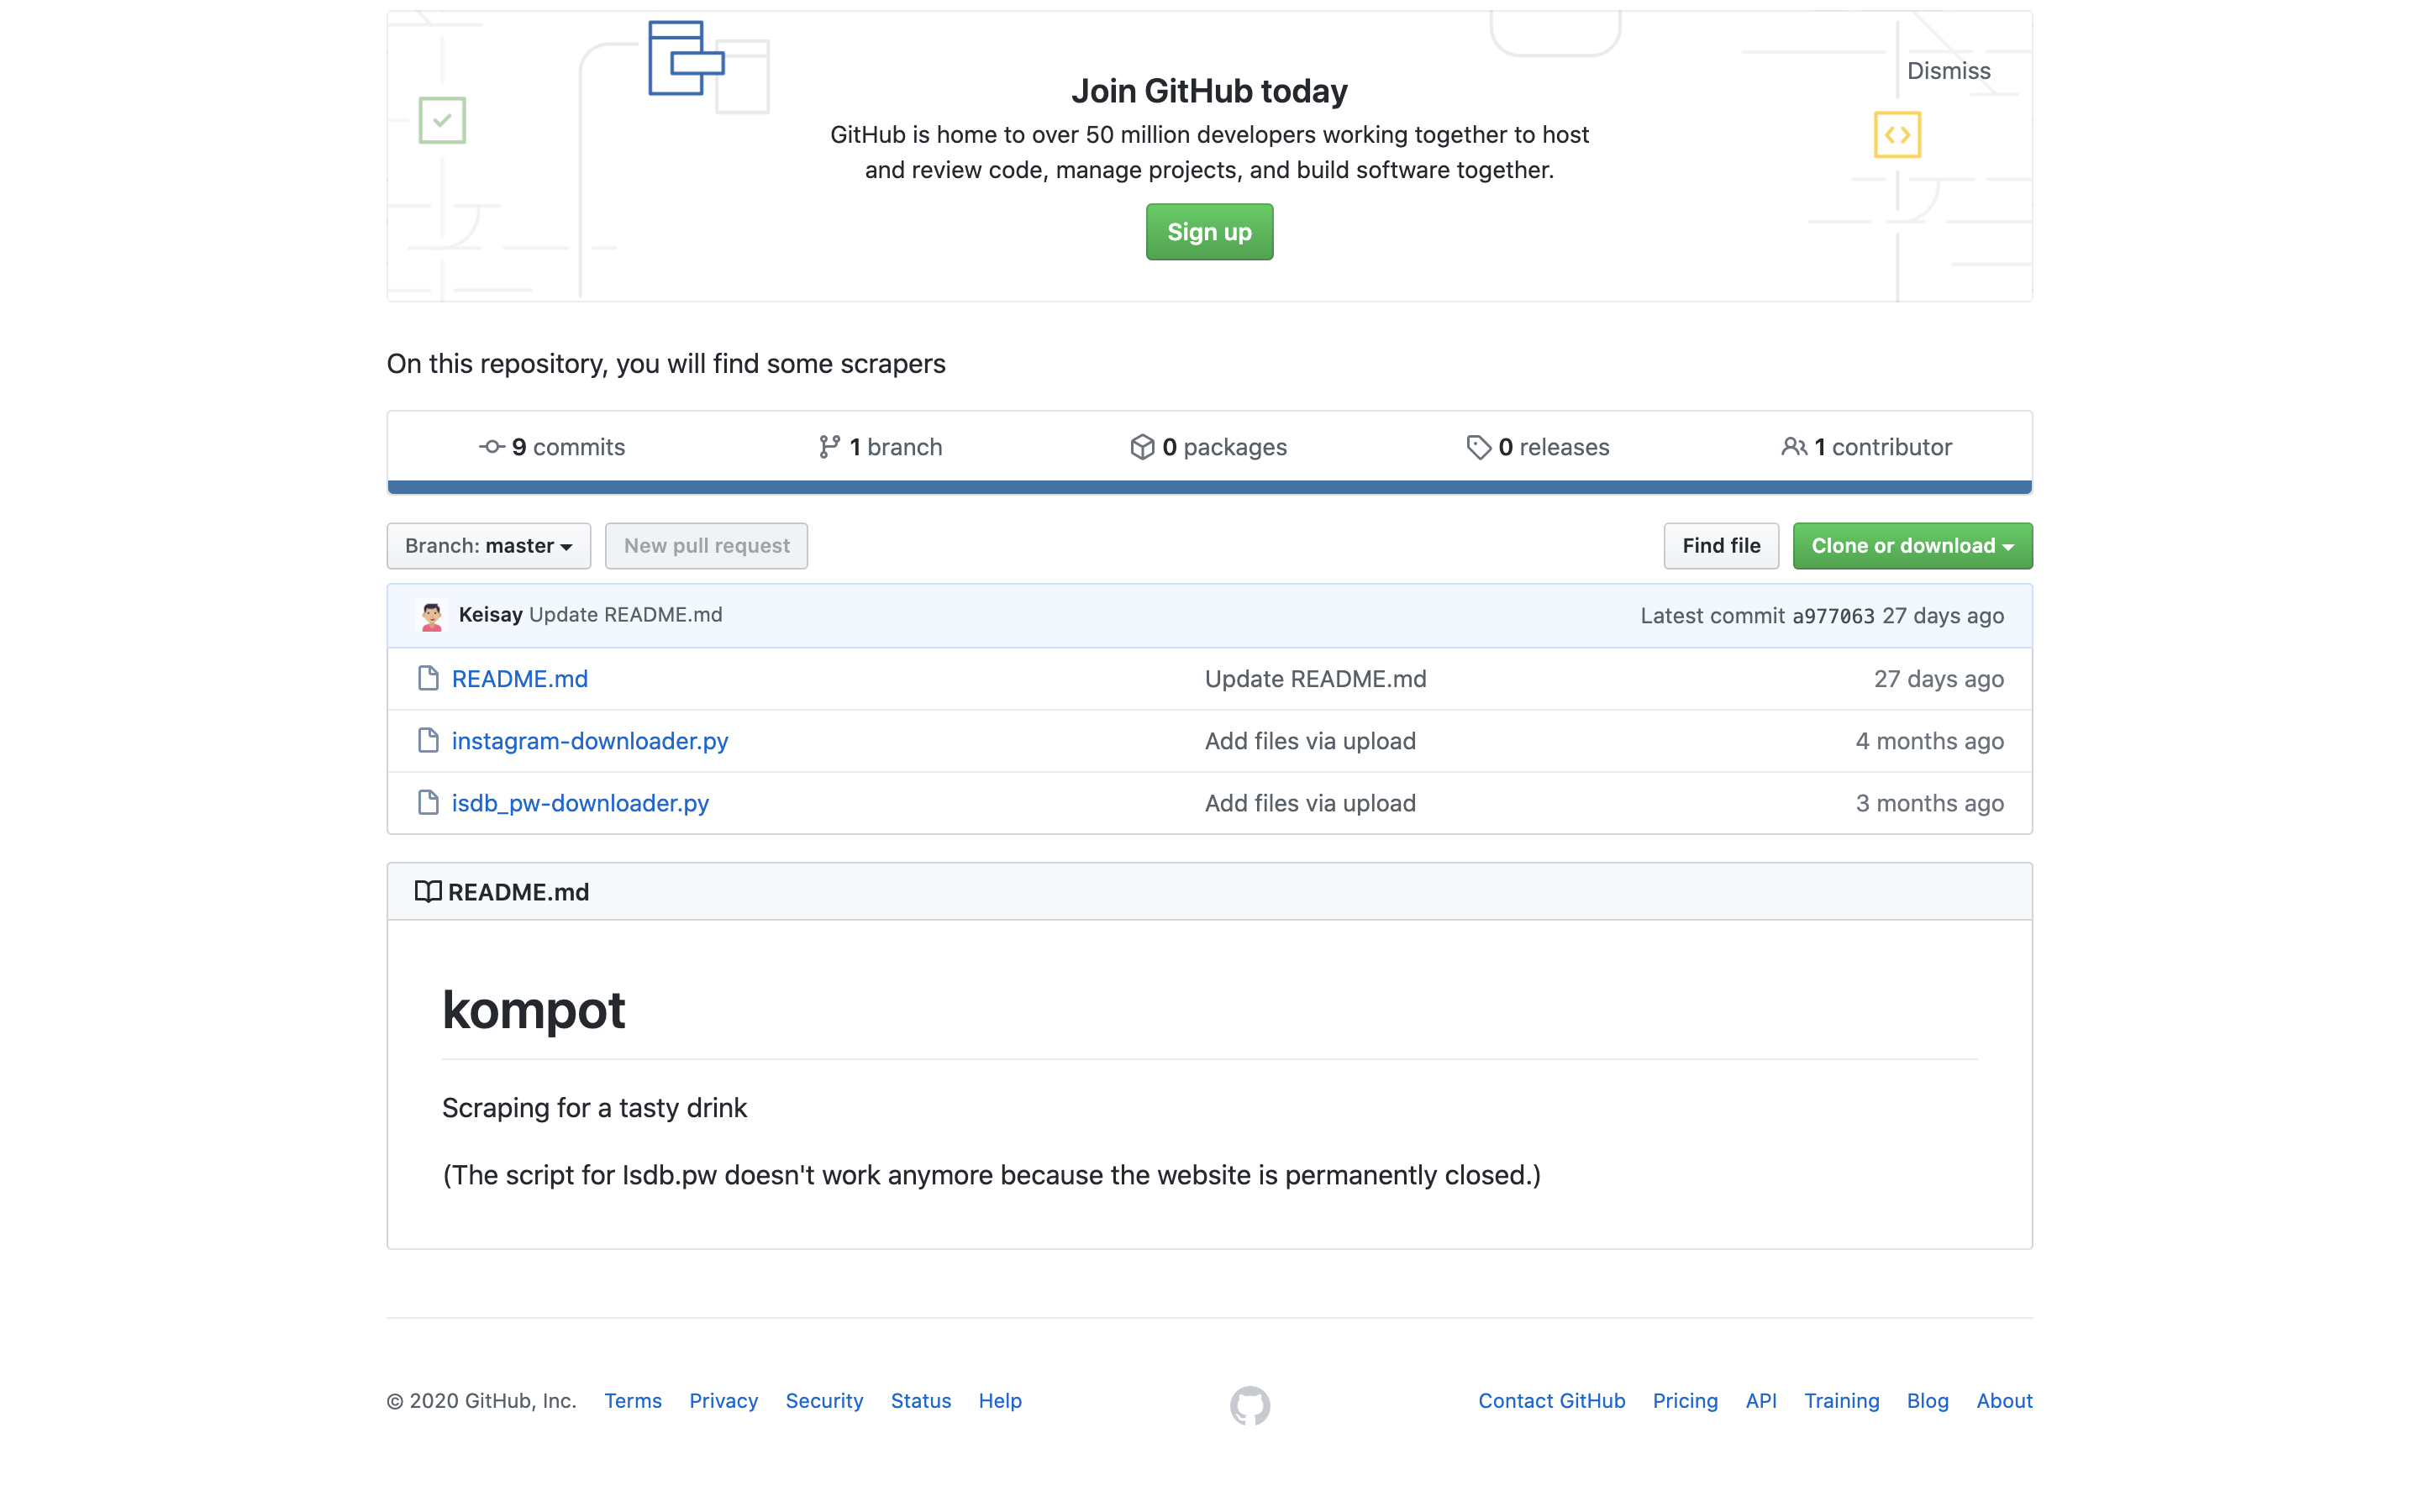 Join GitHub today
Dismiss
GitHub is home to over 50 million developers working together to host
and review code, manage projects, and build software together.
Sign up
On this repository, you will find some scrapers
9 commits 1 branch 0 packages 0 releases 1 contributor
Branch: master New pull request Find file Clone or download
Keisay Update README.md Latest commit a977063 27 days ago
README.md Update README.md 27 days ago
instagram-downloader.py Add files via upload 4 months ago
isdb_pw-downloader.py Add files via upload 3 months ago
README.md
kompot
Scraping for a tasty drink
(The script for Isdb.pw doesn't work anymore because the website is permanently closed.)
© 2020 GitHub, Inc. Terms Privacy Security Status Help Contact GitHub Pricing API Training Blog About